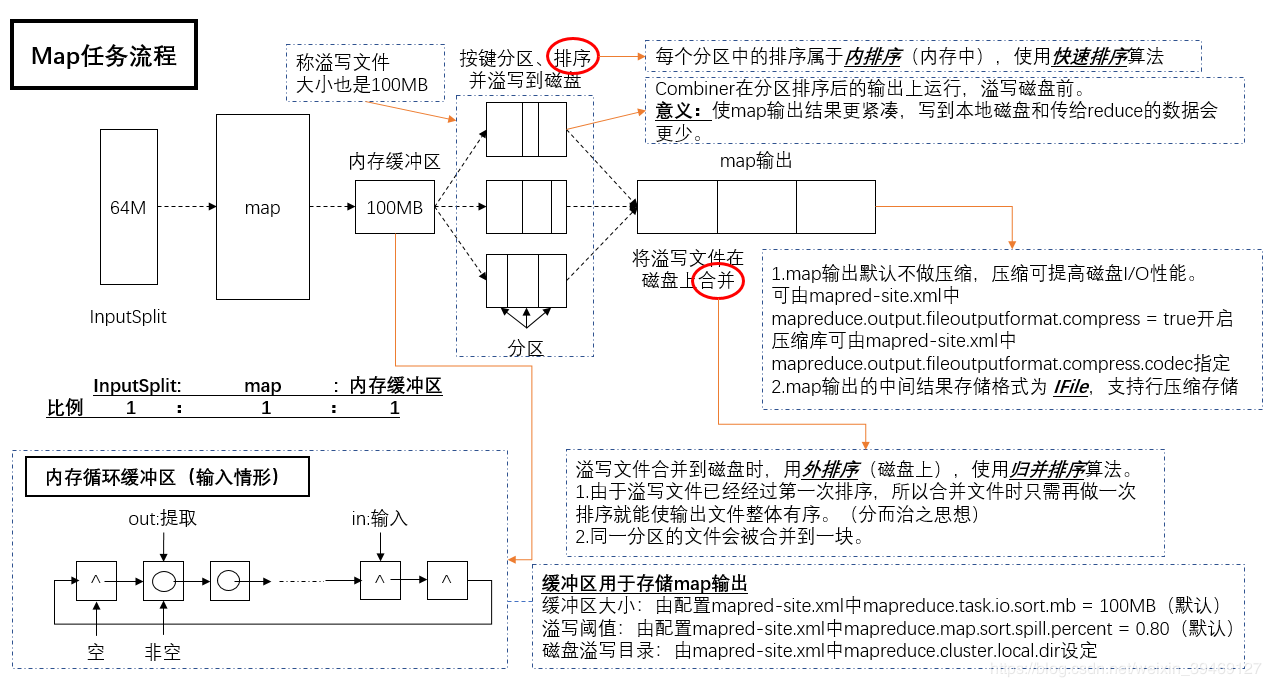 Map任务流程
称溢写文件
大小也是100MB
按键分区、排序
并溢写到磁盘
每个分区中的排序属于内排序（内存中），使用快速排序算法
Combiner在分区排序后的输出上运行，溢写磁盘前。
意义：使map输出结果更紧凑，写到本地磁盘和传给reduce的数据会
更少。
64M
InputSplit
map
内存缓冲区
100MB
分区
map输出
将溢写文件在
磁盘上合并
1.map输出默认不做压缩，压缩可提高磁盘I/O性能。
可由mapred-site.xml中
mapreduce.output.fileoutputformat.compress = true开启
压缩库可由mapred-site.xml中
mapreduce.output.fileoutputformat.compress.codec指定
2.map输出的中间结果存储格式为 IFile，支持行压缩存储
InputSplit: map : 内存缓冲区
比例 1 : 1 : 1
溢写文件合并到磁盘时，用外排序（磁盘上），使用归并排序算法。
1.由于溢写文件已经经过第一次排序，所以合并文件时只需再做一次
排序就能使输出文件整体有序。（分而治之思想）
2.同一分区的文件会被合并到一块。
内存循环缓冲区（输入情形）
out:提取
in:输入
^
^
^
空
非空
缓冲区用于存储map输出
缓冲区大小：由配置mapred-site.xml中mapreduce.task.io.sort.mb = 100MB（默认）
溢写阈值：由配置mapred-site.xml中mapreduce.map.sort.spill.percent = 0.80（默认）
磁盘溢写目录：由mapred-site.xml中mapreduce.cluster.local.dir设定
https://blog.csdn.net/weixin_39469127